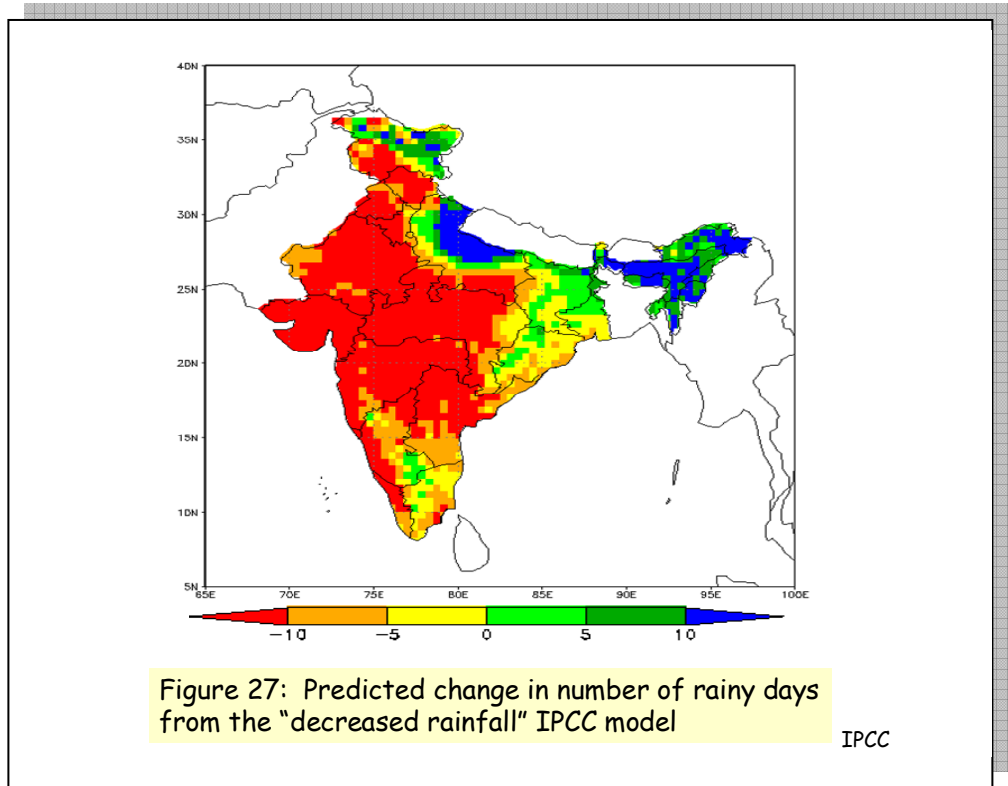 40N
35N
30N
25N
20N
15N
10N
5N
65E 70E 75E 80E 85E 90E 95E 100E
−10 −5 0 5 10
Figure 27: Predicted change in number of rainy days
from the “decreased rainfall” IPCC model
IPCC